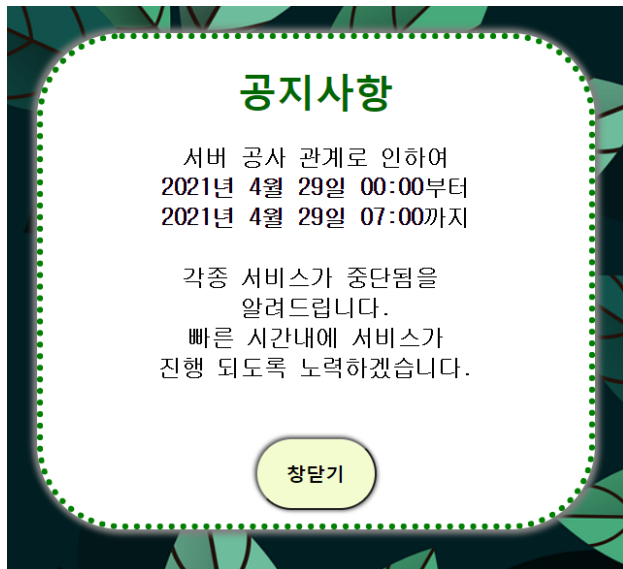 공지사항
서버 공사 관계로 인하여
2021년 4월 29일 00:00부터
2021년 4월 29일 07:00까지
각종 서비스가 중단됨을
알려드립니다.
빠른 시간내에 서비스가
진행 되도록 노력하겠습니다.
창닫기